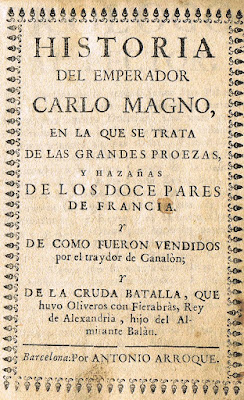 HISTORIA
DEL EMPERADOR
CARLO MAGNO,
EN LA QUE SE TRATA
DE LAS GRANDES PROEZAS,
Y HAZAÑAS
DE LOS DOCE PARES
DE FRANCIA.
Y
DE COMO FUERON VENDIDOS
por el traydor de Ganalòn;
Y
DE LA CRUDA BATALLA, QUE
huvo Oliveros con Fierabràs, Rey
de Alexandria, hijo del Al-
mirante Balàn.
Barcelona: Por ANTONIO ARROQUE.